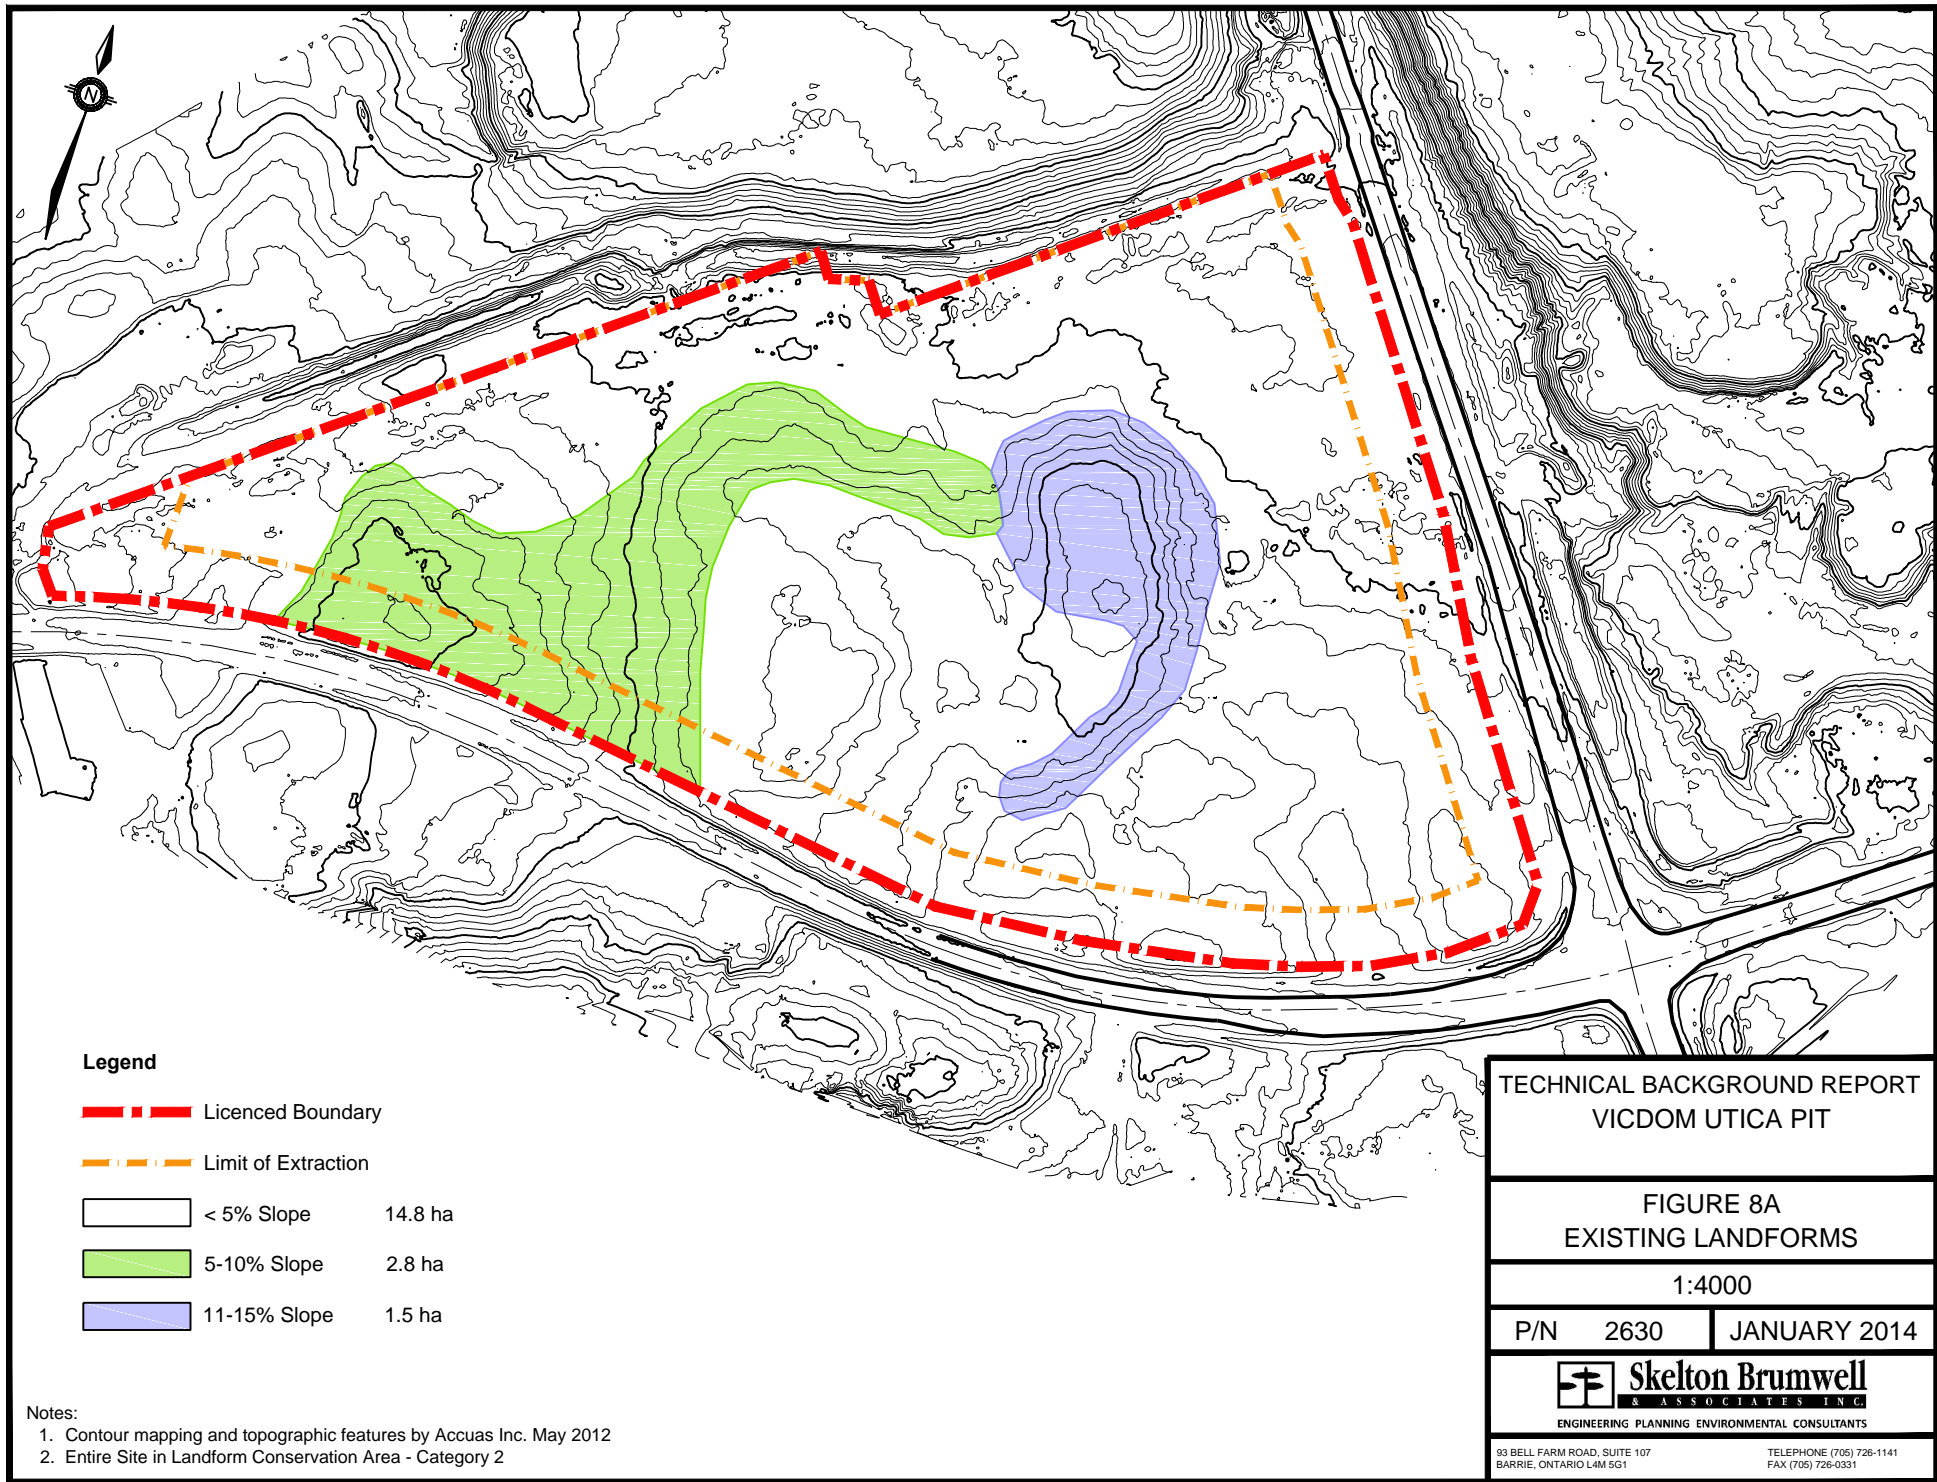 N
Legend
Licenced Boundary
Limit of Extraction
< 5% Slope 14.8 ha
5-10% Slope 2.8 ha
11-15% Slope 1.5 ha
Notes:
1. Contour mapping and topographic features by Accuas Inc. May 2012
2. Entire Site in Landform Conservation Area - Category 2
TECHNICAL BACKGROUND REPORT
VICDOM UTICA PIT
FIGURE 8A
EXISTING LANDFORMS
1:4000
P/N 2630
JANUARY 2014
Skelton Brumwell
& ASSOCIATES INC.
ENGINEERING PLANNING ENVIRONMENTAL CONSULTANTS
93 BELL FARM ROAD, SUITE 107
BARRIE, ONTARIO L4M 5G1
TELEPHONE (705) 726-1141
FAX (705) 726-0331